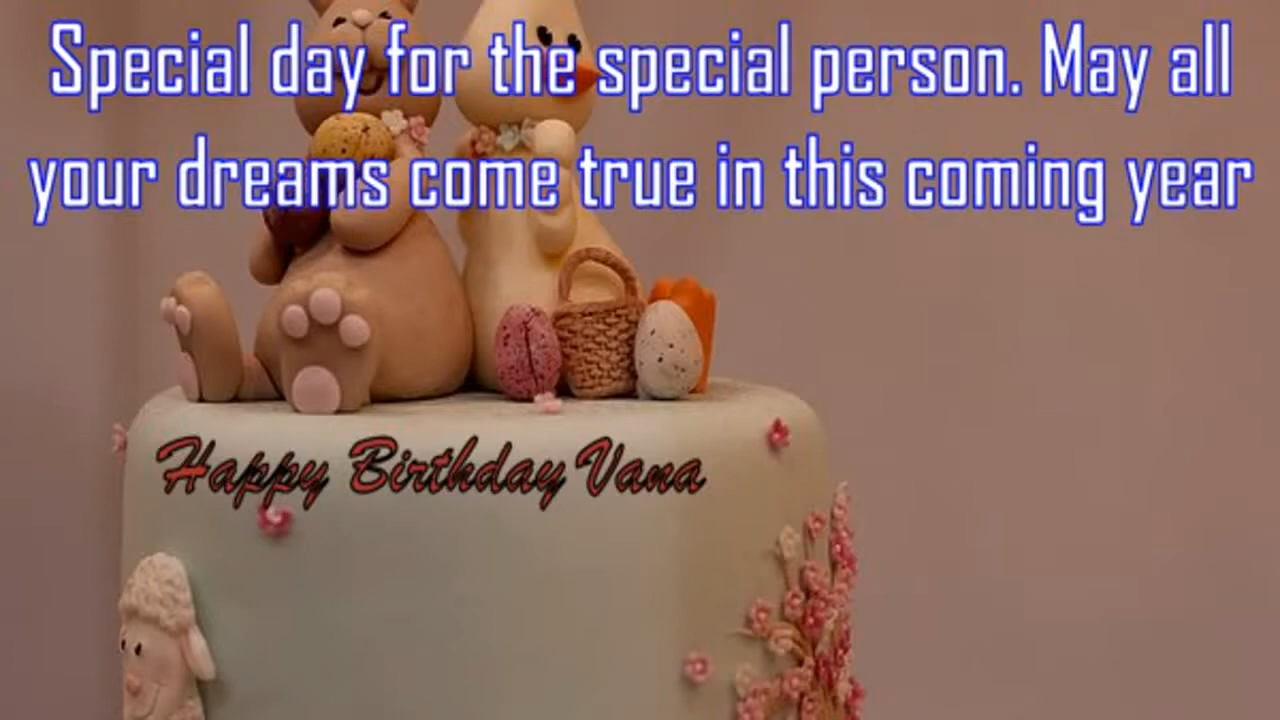 Special day for the special person. May all
your dreams come true in this coming year
Happy Birthday Vana